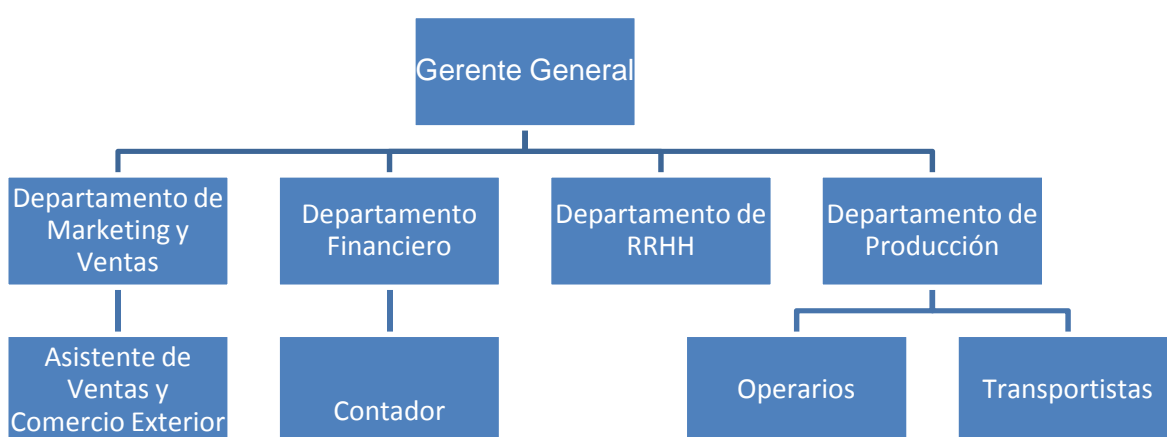 Gerente General
Departamento de
Marketing y
Ventas
Departamento
Financiero
Departamento de
RRHH
Departamento de
Producción
Asistente de
Ventas y
Comercio Exterior
Contador
Operarios
Transportistas